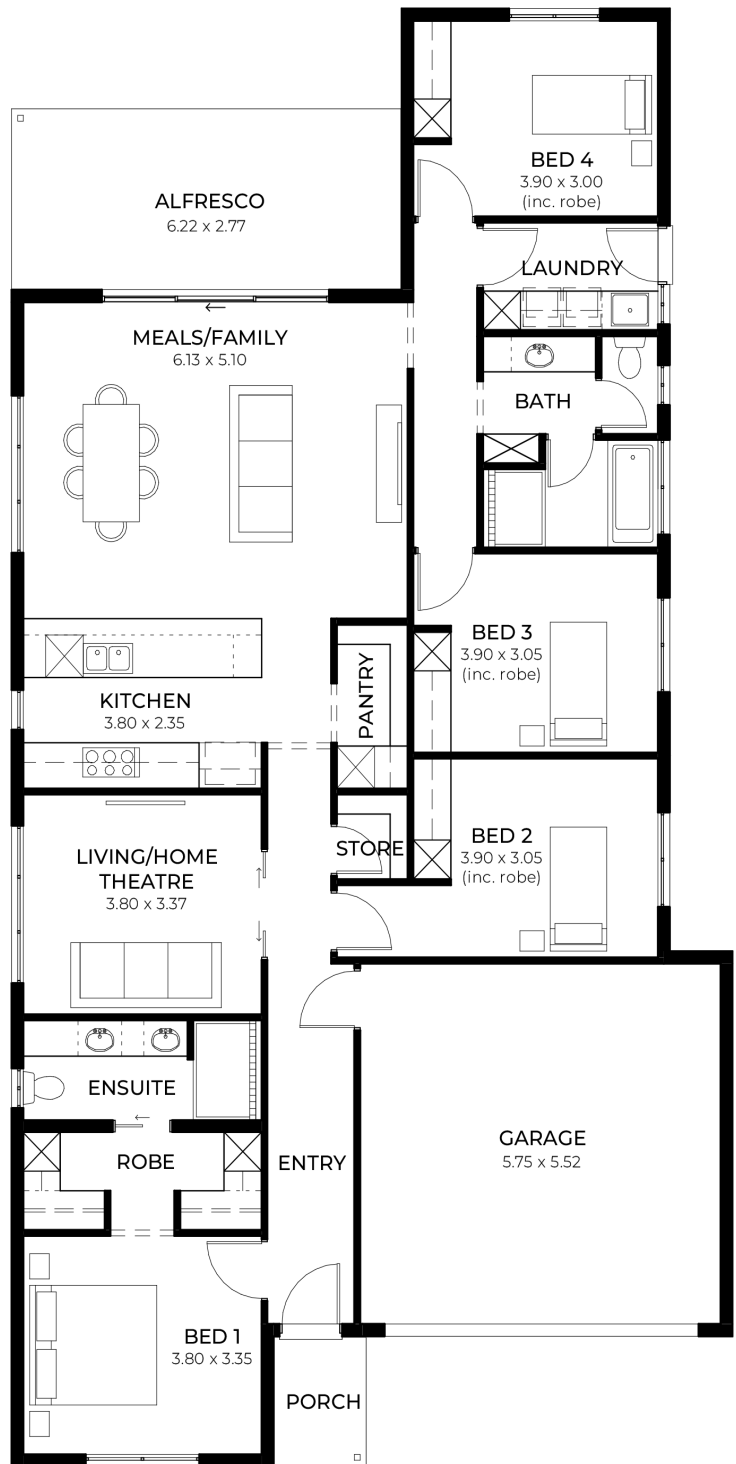 BED 4
3.90 x 3.00
(inc. robe)
ALFRESCO
6.22 x 2.77
LAUNDRY
MEALS/FAMILY
6.13 x 5.10
BATH
BED 3
3.90 x 3.05
(inc. robe)
PANTRY
KITCHEN
3.80 x 2.35
STORE
BED 2
3.90 x 3.05
(inc. robe)
LIVING/HOME
THEATRE
3.80 x 3.37
ENSUITE
ROBE
ENTRY
GARAGE
5.75 x 5.52
BED 1
3.80 x 3.35
PORCH